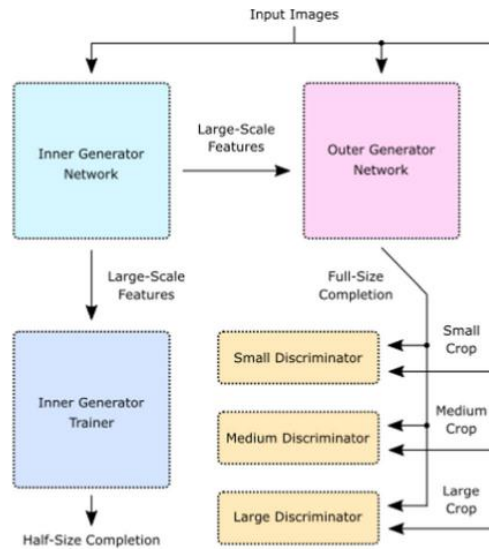 Input Images
Inner Generator
Network
Large-Scale
Features
Outer Generator
Network
Large-Scale
Features
Full-Size
Completion
Small
Crop
Small Discriminator
Inner Generator
Trainer
Medium
Crop
Medium Discriminator
Large
Crop
Large Discriminator
Half-Size Completion